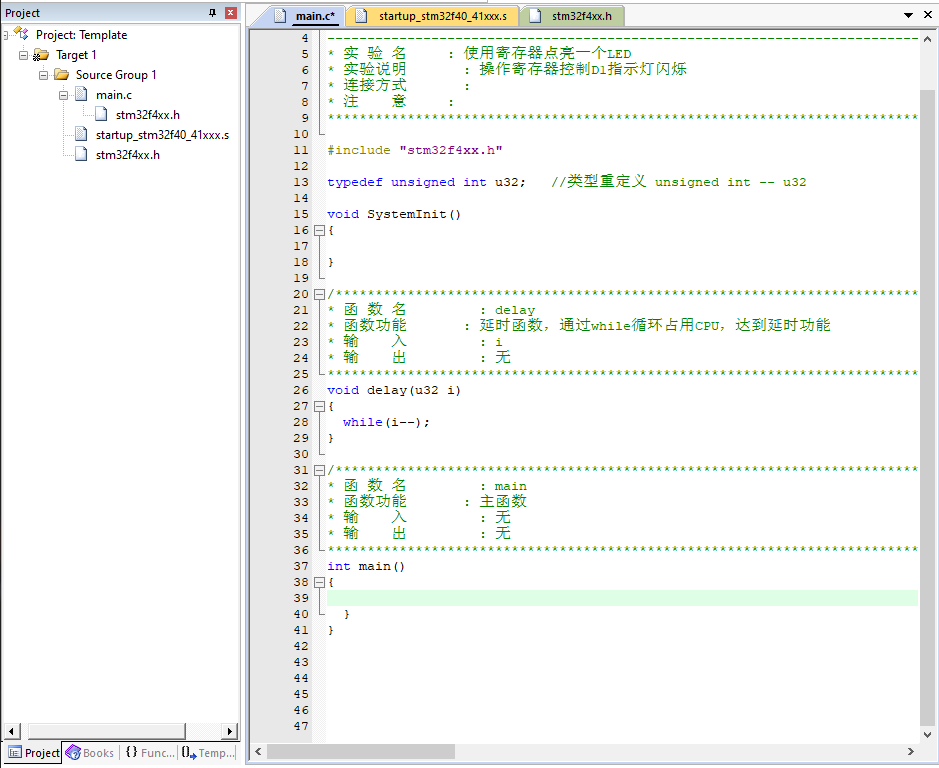 Project
Project: Template
Target 1
Source Group 1
main.c
stm32f4xx.h
startup_stm32f40_41xxx.s
stm32f4xx.h
Project
Books
{} Func...
{} Temp...
main.c*
startup_stm32f40_41xxx.s
stm32f4xx.h
4 --------------------------------------------------------------------------
5 * 实 验 名 : 使用寄存器点亮一个LED
6 * 实验说明 : 操作寄存器控制D1指示灯闪烁
7 * 连接方式 :
8 * 注 意 :
9 **************************************************************************
10
11 #include "stm32f4xx.h"
12
13 typedef unsigned int u32; //类型重定义 unsigned int -- u32
14
15 void SystemInit()
16 {
17
18 }
19
20 /*************************************************************************
21 * 函 数 名 : delay
22 * 函数功能 : 延时函数，通过while循环占用CPU，达到延时功能
23 * 输 入 : i
24 * 输 出 : 无
25 **************************************************************************
26 void delay(u32 i)
27 {
28 while(i--);
29 }
30
31 /*************************************************************************
32 * 函 数 名 : main
33 * 函数功能 : 主函数
34 * 输 入 : 无
35 * 输 出 : 无
36 **************************************************************************
37 int main()
38 {
39
40 }
41 }
42
43
44
45
46
47